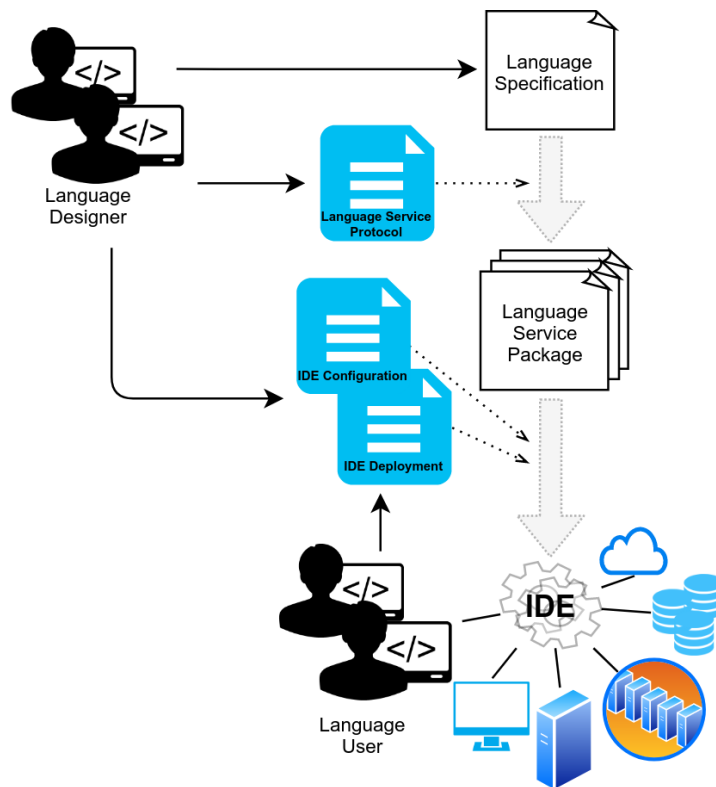 </>
Language
Specification
</>
Language
Designer
Language Service
Protocol
Language
Service
Package
IDE Configuration
IDE Deployment
</>
IDE
</>
Language
User